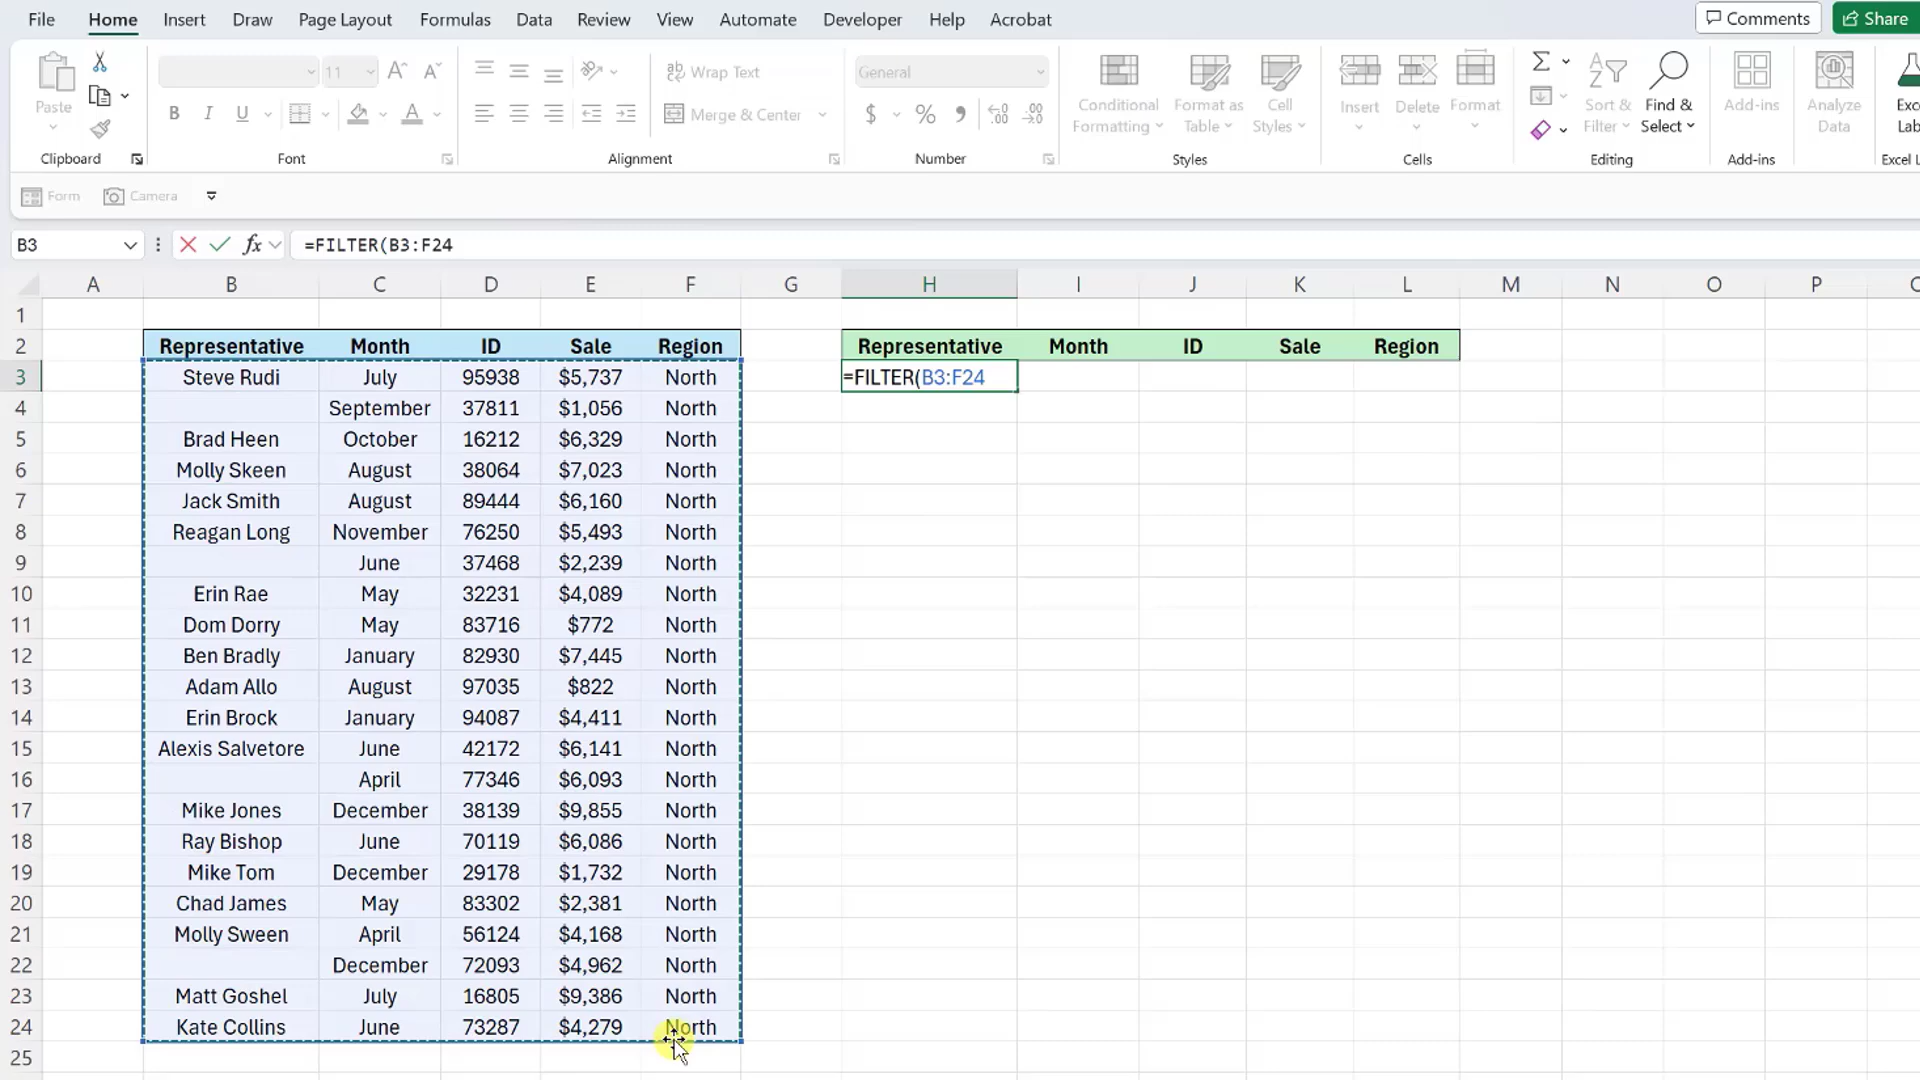 File Home Insert Draw Page Layout Formulas Data Review View Automate Developer Help Acrobat Comments Share
Paste 11 A A B I U A Wrap Text Merge & Center General $ % , Conditional Formatting Format as Table Cell Styles Insert Delete Format Sort & Filter Find & Select Add-ins Analyze Data
Clipboard Font Alignment Number Styles Cells Editing Add-ins
Form Camera
B3 fx =FILTER(B3:F24
A B C D E F G H I J K L M N O P
1
2 Representative Month ID Sale Region Representative Month ID Sale Region
3 Steve Rudi July 95938 $5,737 North =FILTER(B3:F24
4 September 37811 $1,056 North
5 Brad Heen October 16212 $6,329 North
6 Molly Skeen August 38064 $7,023 North
7 Jack Smith August 89444 $6,160 North
8 Reagan Long November 76250 $5,493 North
9 June 37468 $2,239 North
10 Erin Rae May 32231 $4,089 North
11 Dom Dorry May 83716 $772 North
12 Ben Bradly January 82930 $7,445 North
13 Adam Allo August 97035 $822 North
14 Erin Brock January 94087 $4,411 North
15 Alexis Salvetore June 42172 $6,141 North
16 April 77346 $6,093 North
17 Mike Jones December 38139 $9,855 North
18 Ray Bishop June 70119 $6,086 North
19 Mike Tom December 29178 $1,732 North
20 Chad James May 83302 $2,381 North
21 Molly Sween April 56124 $4,168 North
22 December 72093 $4,962 North
23 Matt Goshel July 16805 $9,386 North
24 Kate Collins June 73287 $4,279 North
25